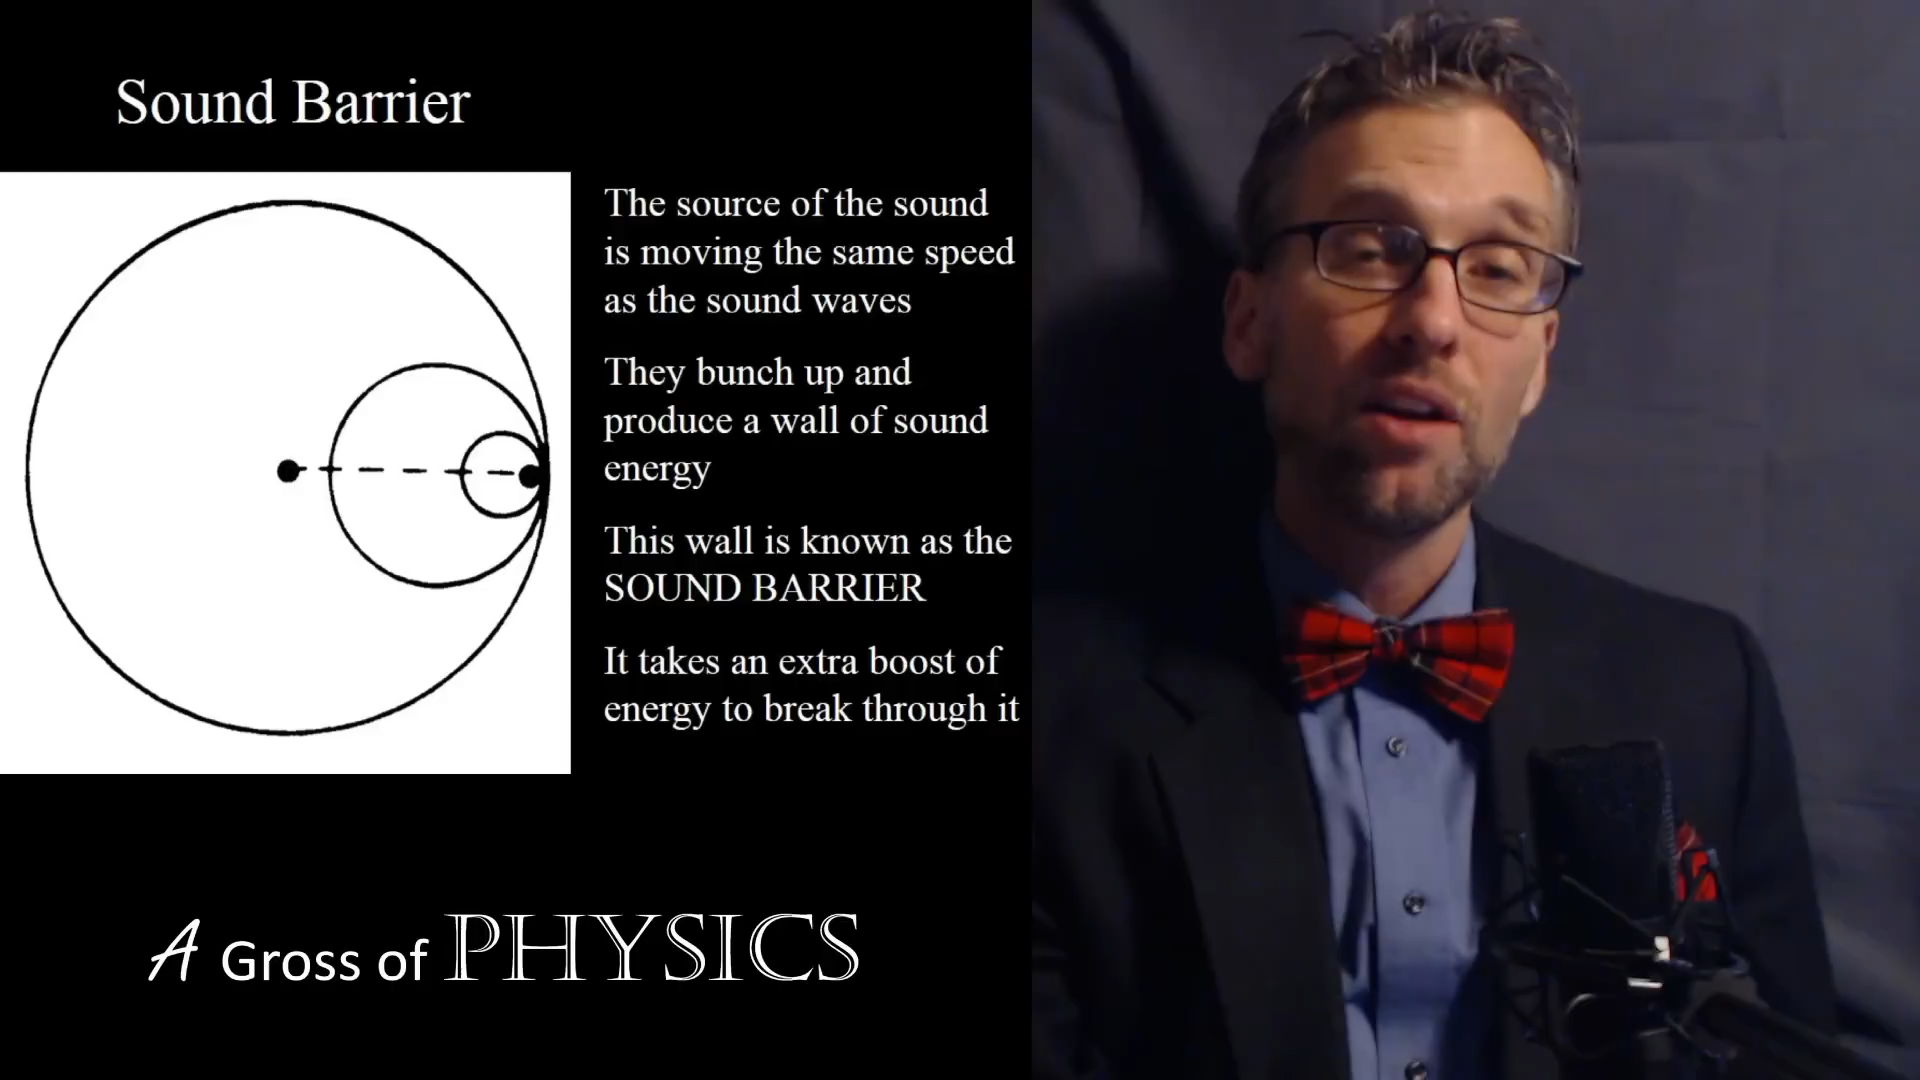 Sound Barrier
The source of the sound
is moving the same speed
as the sound waves
They bunch up and
produce a wall of sound
energy
This wall is known as the
SOUND BARRIER
It takes an extra boost of
energy to break through it
A Gross of PHYSICS